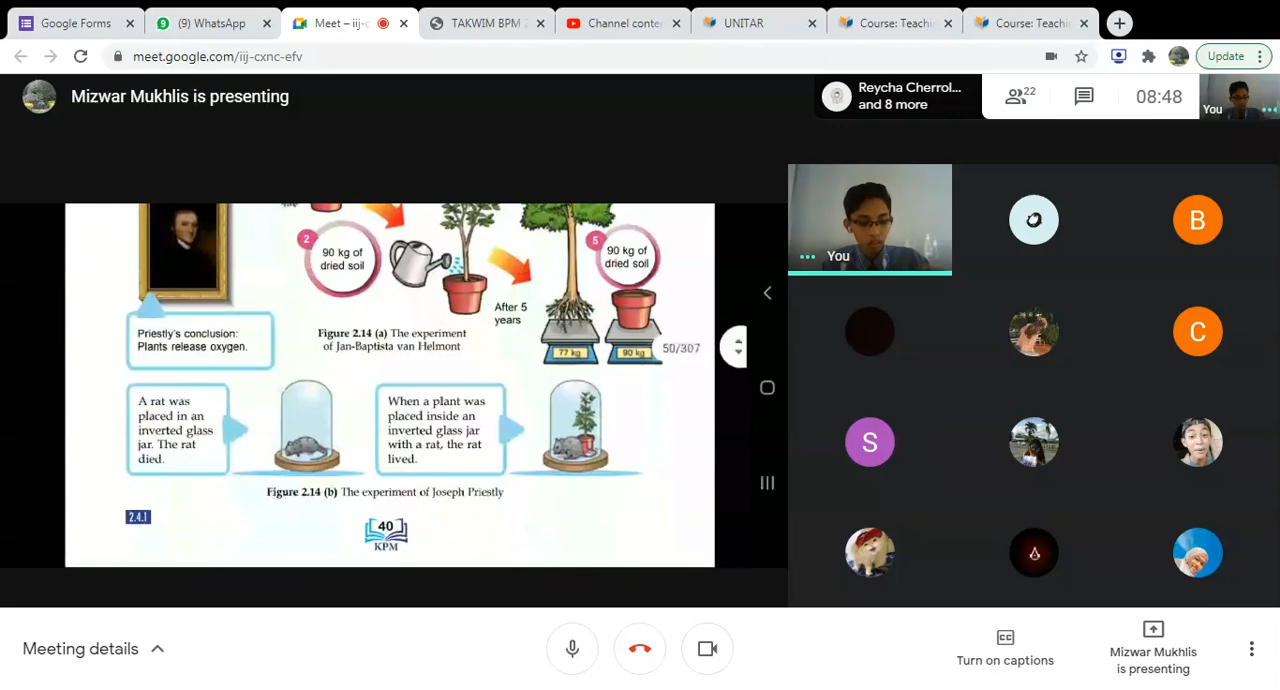 Google Forms
(9) WhatsApp
Meet – iij-c
TAKWIM BPM 2
Channel conte
UNITAR
Course: Teachi
Course: Teachi
meet.google.com/iij-cxnc-efv
Update
Mizwar Mukhlis is presenting
Reycha Cherrol...
and 8 more
22
08:48
You
2
90 kg of
dried soil
5
90 kg of
dried soil
After 5
years
77 kg
90 kg
50/307
Priestly's conclusion:
Plants release oxygen.
Figure 2.14 (a) The experiment
of Jan-Baptista van Helmont
A rat was
placed in an
inverted glass
jar. The rat
died.
When a plant was
placed inside an
inverted glass jar
with a rat, the rat
lived.
Figure 2.14 (b) The experiment of Joseph Priestly
2.4.1
40
KPM
You
B
C
S
Meeting details
CC
Turn on captions
Mizwar Mukhlis
is presenting